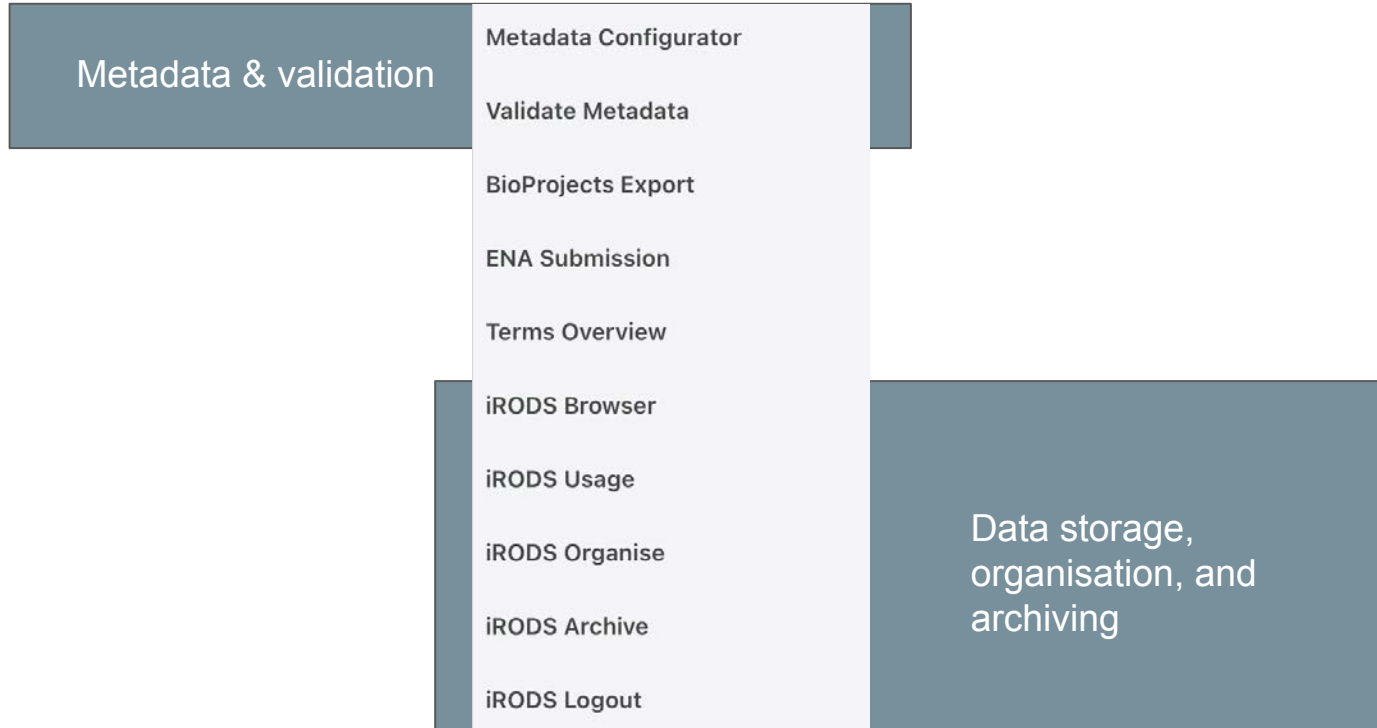 Metadata & validation
Metadata Configurator
Validate Metadata
BioProjects Export
ENA Submission
Terms Overview
iRODS Browser
iRODS Usage
iRODS Organise
iRODS Archive
iRODS Logout
Data storage,
organisation, and
archiving